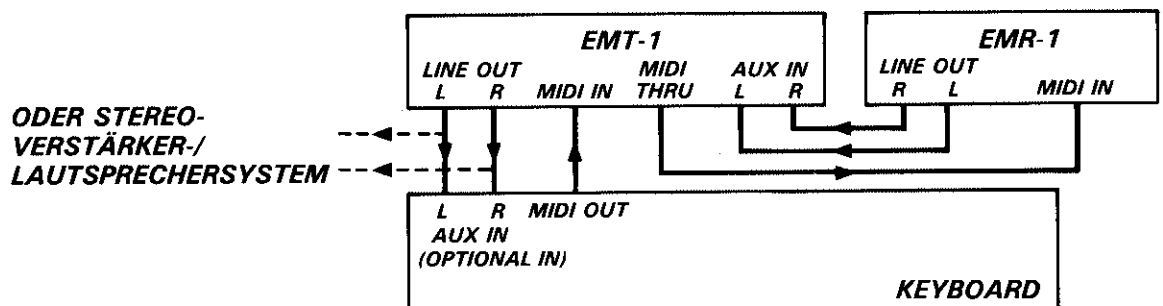 EMT-1
LINE OUT
L R
MIDI IN
MIDI
THRU
AUX IN
L R
EMR-1
LINE OUT
R L
MIDI IN
ODER STEREO-
VERSTÄRKER-/
LAUTSPRECHERSYSTEM
L R
AUX IN
(OPTIONAL IN)
MIDI OUT
KEYBOARD